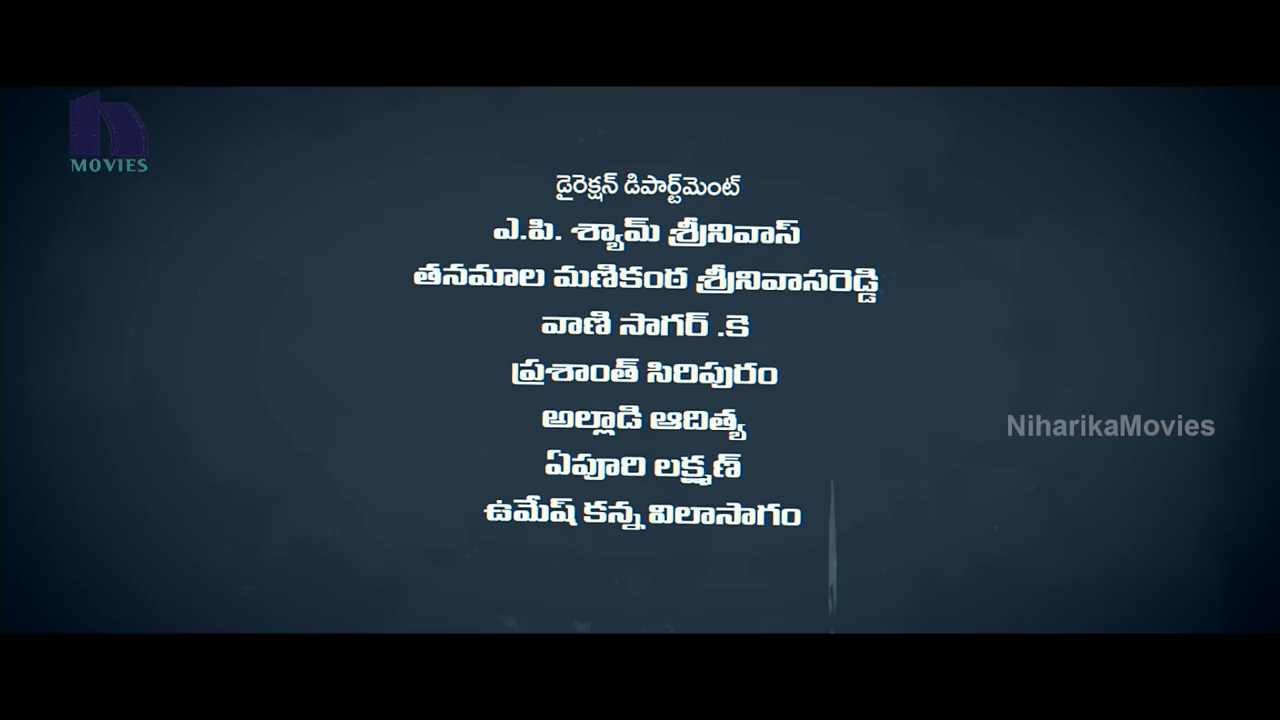 MOVIES
డైరెక్షన్ డిపార్ట్‌మెంట్
ఎ.పి. శ్యామ్ శ్రీనివాస్
తనమాల మణికంఠ శ్రీనివాసరెడ్డి
వాణి సాగర్ .కె
ప్రశాంత్ సిరిపురం
అల్లాడి ఆదిత్య
NiharikaMovies
ఏపూరి లక్ష్మణ్
ఉమేష్ కన్న విలాసాగం